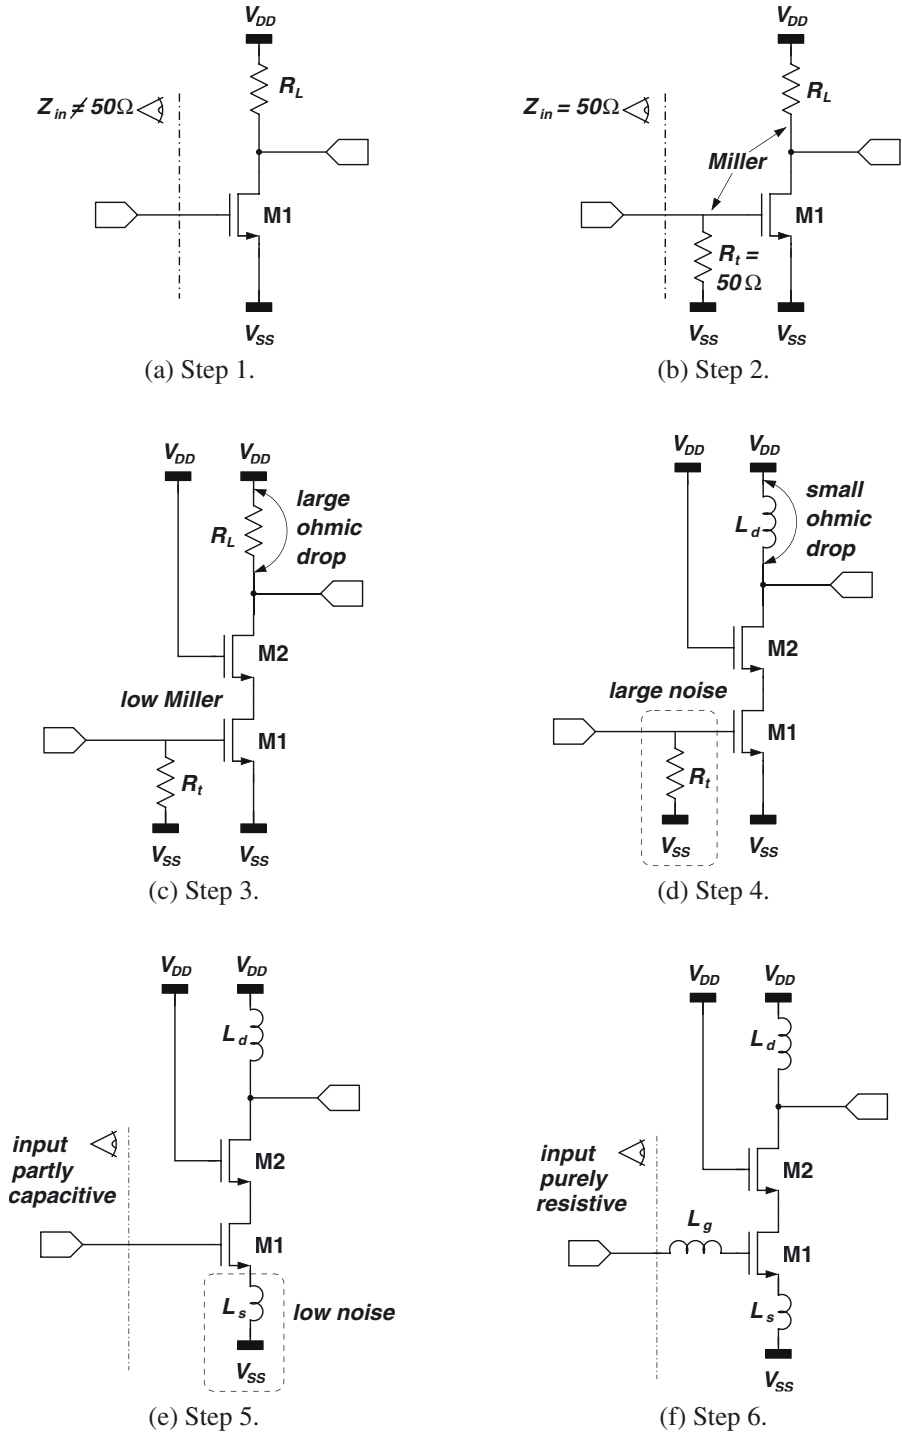 V_DD
R_L
Z_in ≠ 50Ω
M1
V_SS
(a) Step 1.
V_DD
R_L
Z_in = 50Ω
Miller
M1
R_t =
50 Ω
V_SS
V_SS
(b) Step 2.
V_DD
V_DD
large
ohmic
drop
R_L
M2
low Miller
M1
R_t
V_SS
V_SS
(c) Step 3.
V_DD
V_DD
small
ohmic
drop
L_d
M2
large noise
M1
R_t
V_SS
V_SS
(d) Step 4.
V_DD
V_DD
L_d
input
partly
capacitive
M2
M1
L_s
low noise
V_SS
(e) Step 5.
V_DD
V_DD
L_d
input
purely
resistive
M2
L_g
M1
L_s
V_SS
(f) Step 6.